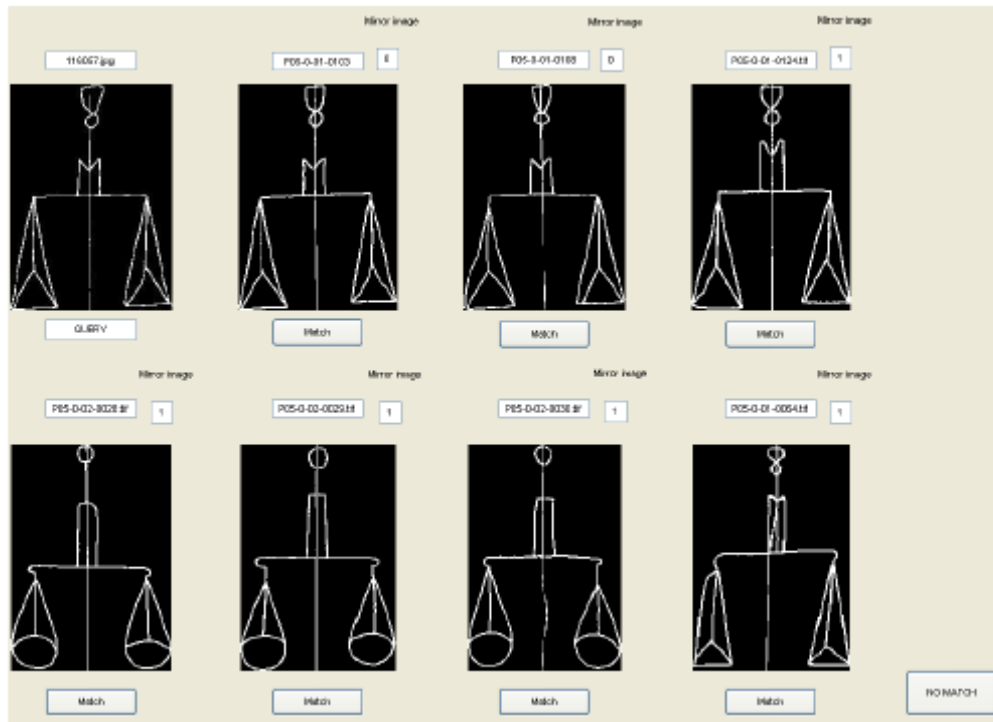 Mirror image Mirror image Mirror image
116057.jpg P05-0-01-0103 P05-0-01-0108 0 P05-0-01-0124.tif 1
QUERY Match Match Match
Mirror image Mirror image Mirror image Mirror image
P05-0-02-0028.tif 1 P05-0-02-0029.tif 1 P05-0-02-0030.tif 1 P05-0-01-0064.tif 1
Match Match Match Match
NO MATCH